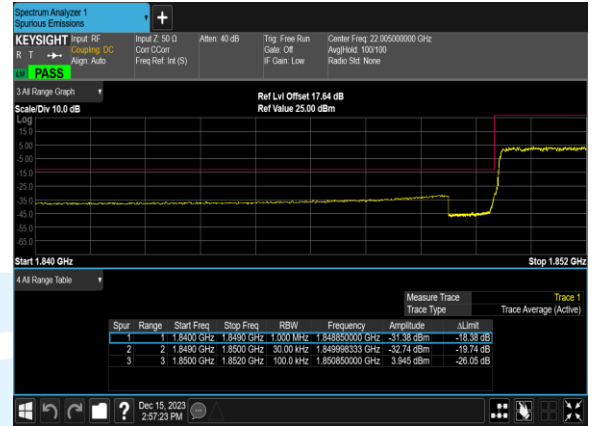 Spectrum Analyzer 1
Spurious Emissions
KEYSIGHT
R T
LV PASS
Input: RF
Coupling: DC
Align: Auto
Input Z: 50 Ω
Corr CCorr
Freq Ref: Int (S)
Atten: 40 dB
Trig: Free Run
Gate: Off
IF Gain: Low
Center Freq: 22.005000000 GHz
Avg|Hold: 100/100
Radio Std: None
3 All Range Graph
Scale/Div 10.0 dB
Ref Lvl Offset 17.64 dB
Ref Value 25.00 dBm
Log
15.0
5.00
-5.00
-15.0
-25.0
-35.0
-45.0
-55.0
-65.0
Start 1.840 GHz
Stop 1.852 GHz
4 All Range Table
Measure Trace Trace 1
Trace Type Trace Average (Active)
Spur Range Start Freq Stop Freq RBW Frequency Amplitude ΔLimit
1 1 1.8400 GHz 1.8490 GHz 1.000 MHz 1.848850000 GHz -31.38 dBm -18.38 dB
2 2 1.8490 GHz 1.8500 GHz 30.00 kHz 1.849998333 GHz -32.74 dBm -19.74 dB
3 3 1.8500 GHz 1.8520 GHz 100.0 kHz 1.850850000 GHz 3.945 dBm -26.05 dB
?
Dec 15, 2023
2:57:23 PM